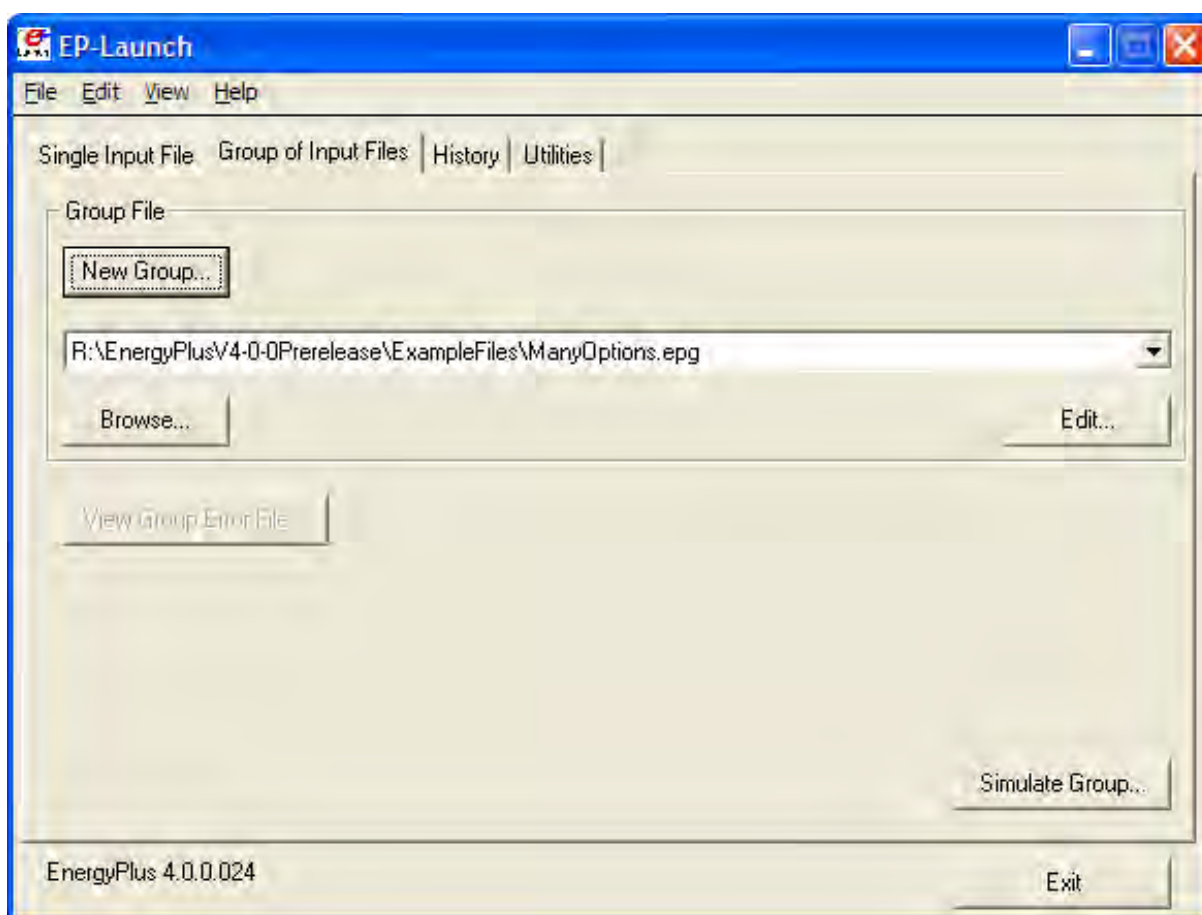 EP-Launch
File Edit View Help
Single Input File Group of Input Files History Utilities
Group File
New Group...
R:\EnergyPlusV4-0-0Prerelease\ExampleFiles\ManyOptions.epg
Browse... Edit...
View Group Error File
Simulate Group...
EnergyPlus 4.0.0.024 Exit